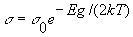 σ = σ₀e^(− Eg /(2kT)